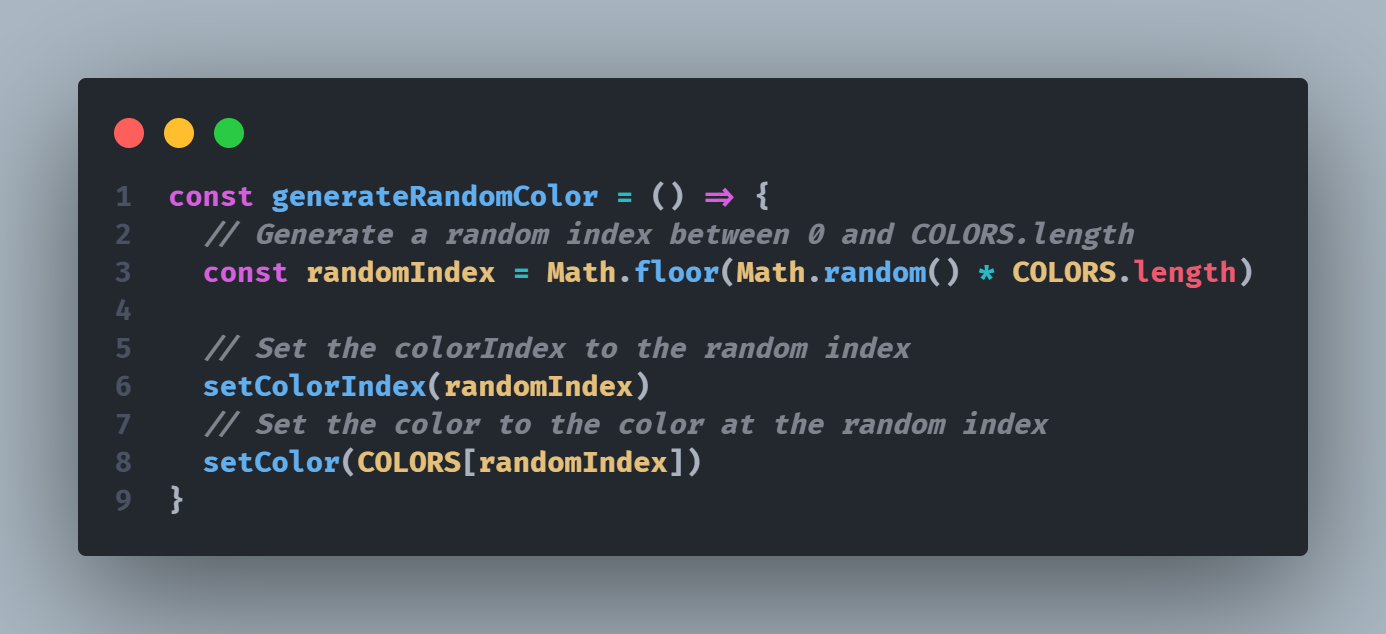 1 const generateRandomColor = () => {
2 // Generate a random index between 0 and COLORS.length
3 const randomIndex = Math.floor(Math.random() * COLORS.length)
4
5 // Set the colorIndex to the random index
6 setColorIndex(randomIndex)
7 // Set the color to the color at the random index
8 setColor(COLORS[randomIndex])
9 }